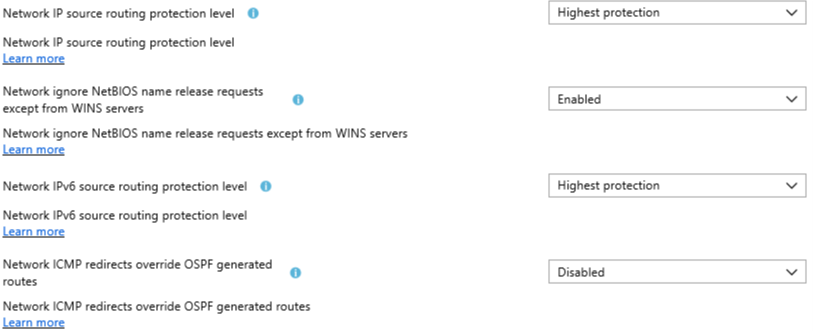 Network IP source routing protection level
Highest protection
Network IP source routing protection level
Learn more
Network ignore NetBIOS name release requests
except from WINS servers
Enabled
Network ignore NetBIOS name release requests except from WINS servers
Learn more
Network IPv6 source routing protection level
Highest protection
Network IPv6 source routing protection level
Learn more
Network ICMP redirects override OSPF generated
routes
Disabled
Network ICMP redirects override OSPF generated routes
Learn more